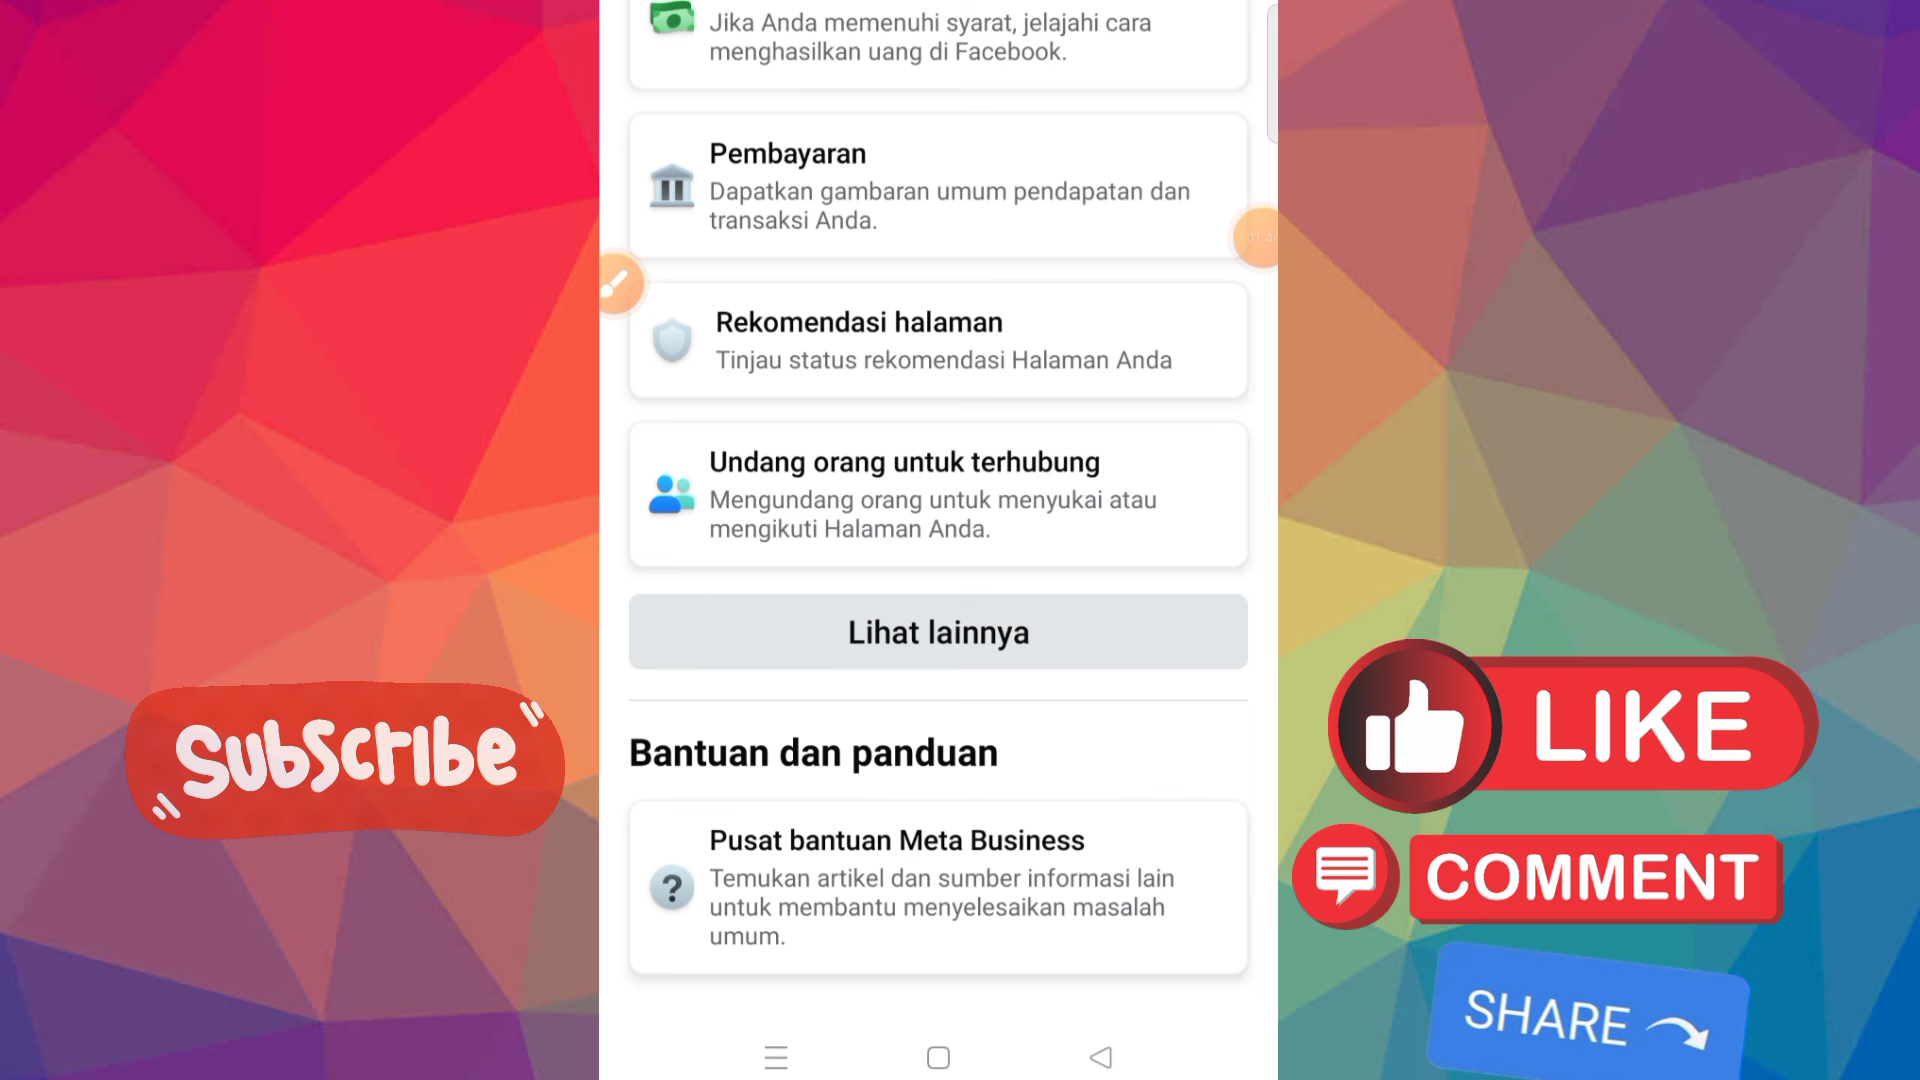 Jika Anda memenuhi syarat, jelajahi cara
menghasilkan uang di Facebook.
Pembayaran
Dapatkan gambaran umum pendapatan dan
transaksi Anda.
Rekomendasi halaman
Tinjau status rekomendasi Halaman Anda
Undang orang untuk terhubung
Mengundang orang untuk menyukai atau
mengikuti Halaman Anda.
Lihat lainnya
Bantuan dan panduan
Pusat bantuan Meta Business
Temukan artikel dan sumber informasi lain
untuk membantu menyelesaikan masalah
umum.
Subscribe
LIKE
COMMENT
SHARE